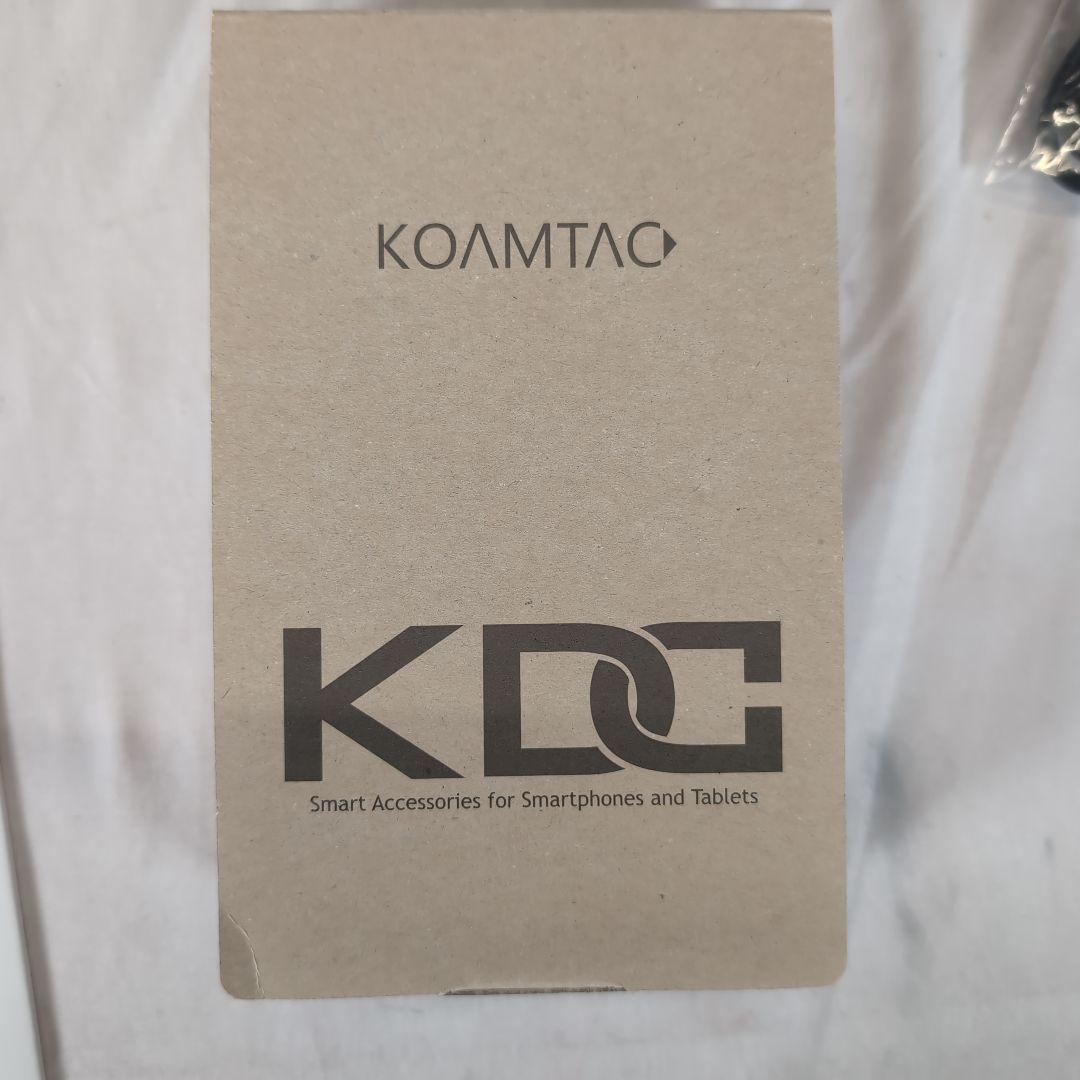 KOAMTAC
KDC
Smart Accessories for Smartphones and Tablets